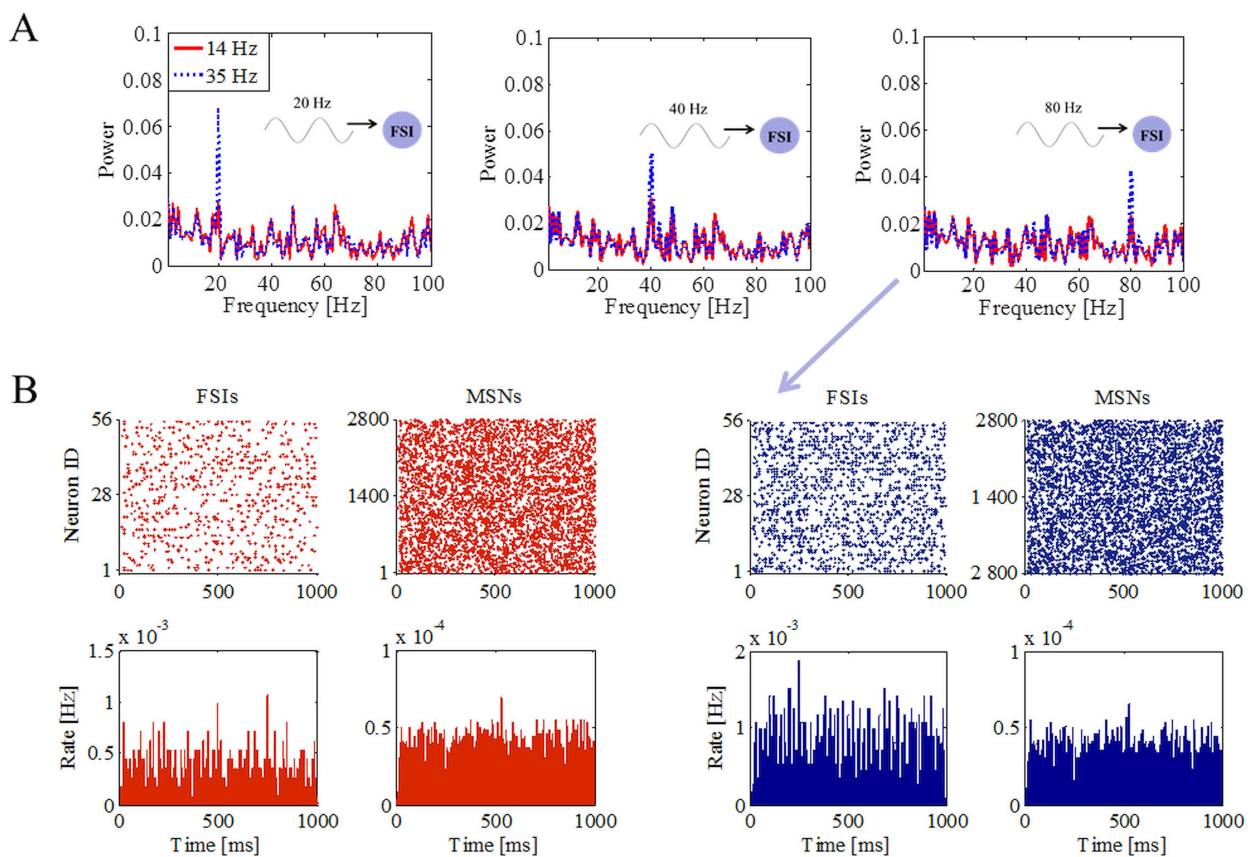 A
0.1
0.08
0.06
0.04
0.02
0
Power
14 Hz
35 Hz
20 Hz
FSI
20 40 60 80 100
Frequency [Hz]
0.1
0.08
0.06
0.04
0.02
0
Power
40 Hz
FSI
20 40 60 80 100
Frequency [Hz]
0.1
0.08
0.06
0.04
0.02
0
Power
80 Hz
FSI
20 40 60 80 100
Frequency [Hz]
B
FSIs
56
28
1
Neuron ID
0 500 1000
MSNs
2800
1400
1
0 500 1000
FSIs
56
28
1
Neuron ID
0 500 1000
MSNs
2800
1 400
2 800
0 500 1000
x 10-3
1.5
1
0.5
0
Rate [Hz]
0 500 1000
Time [ms]
x 10-4
1
0.5
0
0 500 1000
Time [ms]
x 10-3
2
1
0
Rate [Hz]
0 500 1000
Time [ms]
x 10-4
1
0.5
0
0 500 1000
Time [ms]